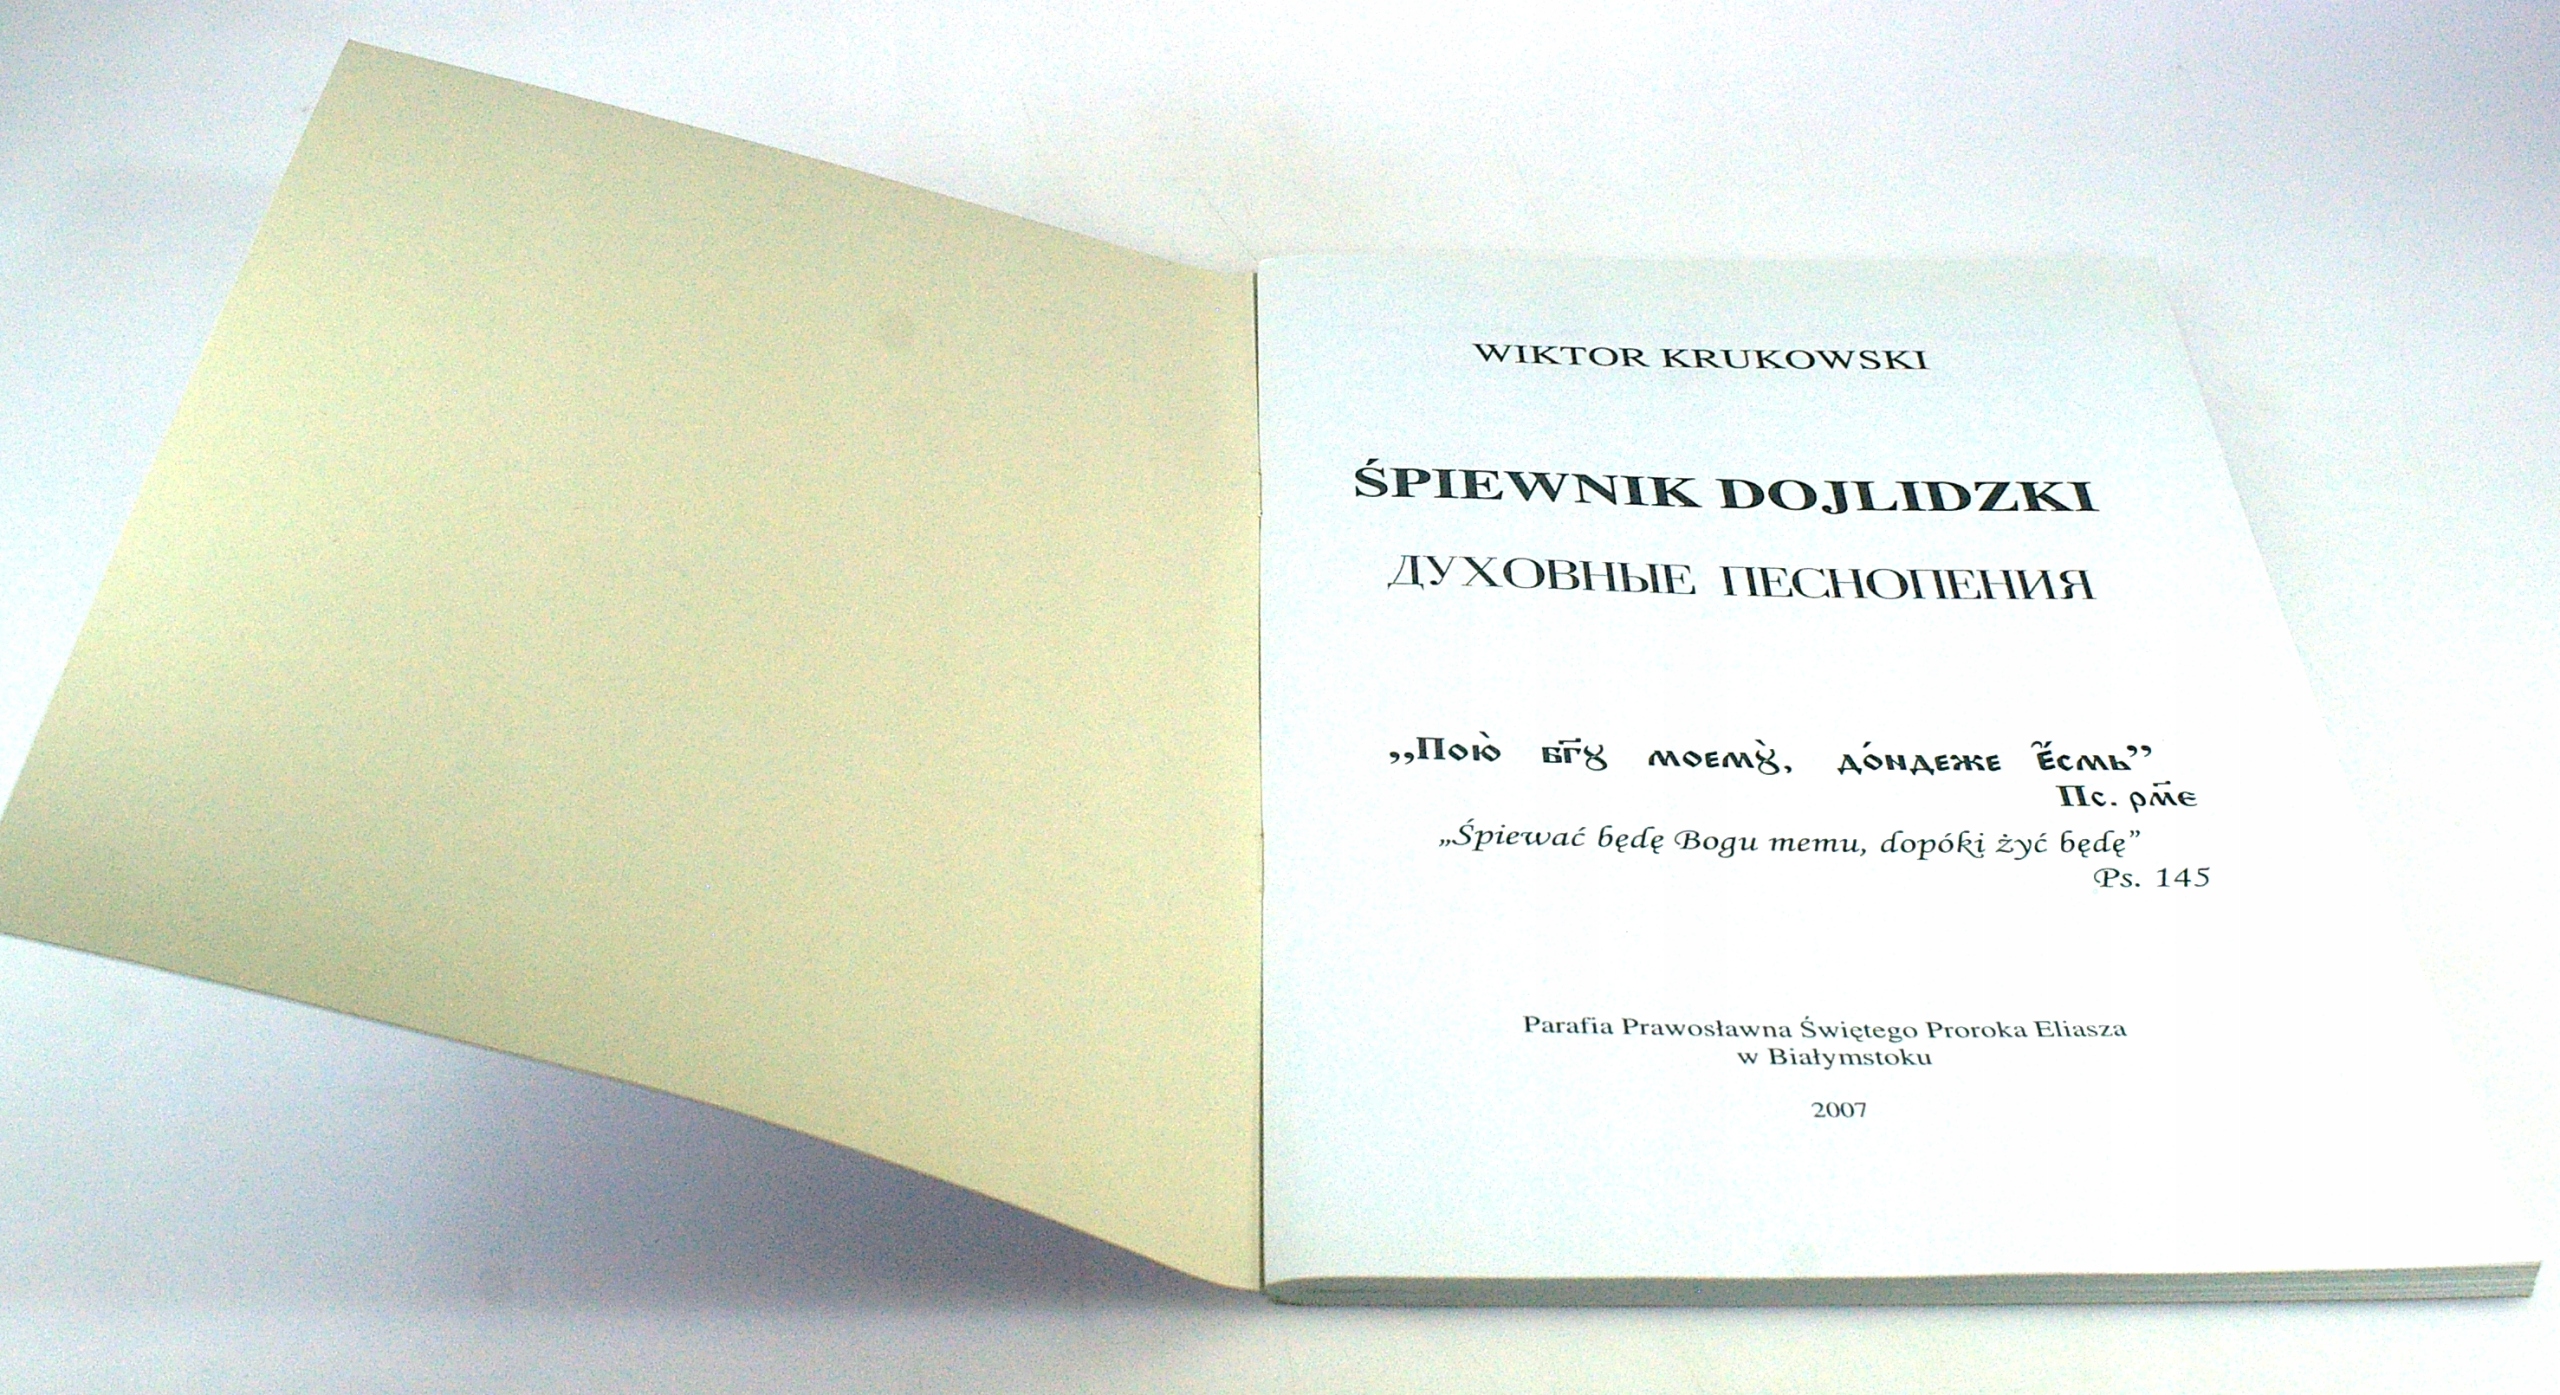 WIKTOR KRUKOWSKI
ŚPIEWNIK DOJLIDZKI
ДУХОВНЫЕ ПЕСНОПЕНИЯ
„Пою̀ бг҃ꙋ моемꙋ̀, до́ндеже є҆́смь”
Пс. рм҃є
„Śpiewać będę Bogu memu, dopóki żyć będę”
Ps. 145
Parafia Prawosławna Świętego Proroka Eliasza
w Białymstoku
2007